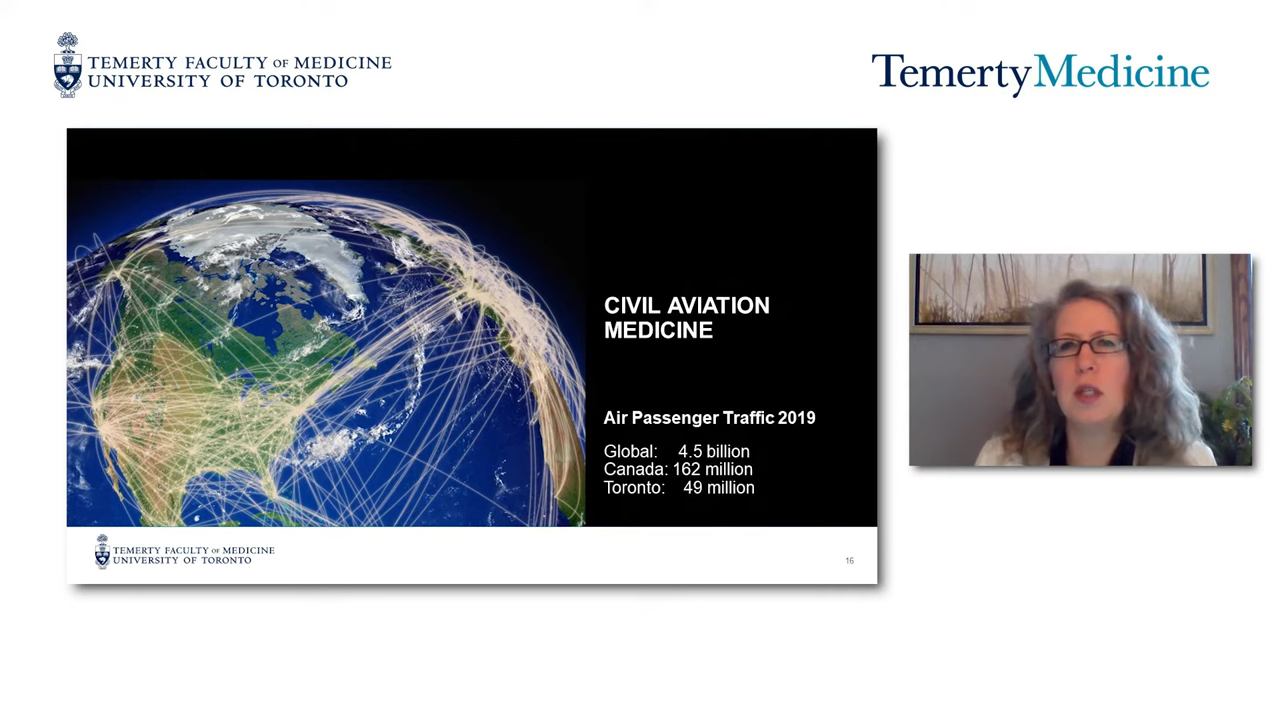 TEMERTY FACULTY OF MEDICINE
UNIVERSITY OF TORONTO
TemertyMedicine
CIVIL AVIATION
MEDICINE
Air Passenger Traffic 2019
Global: 4.5 billion
Canada: 162 million
Toronto: 49 million
TEMERTY FACULTY OF MEDICINE
UNIVERSITY OF TORONTO
16